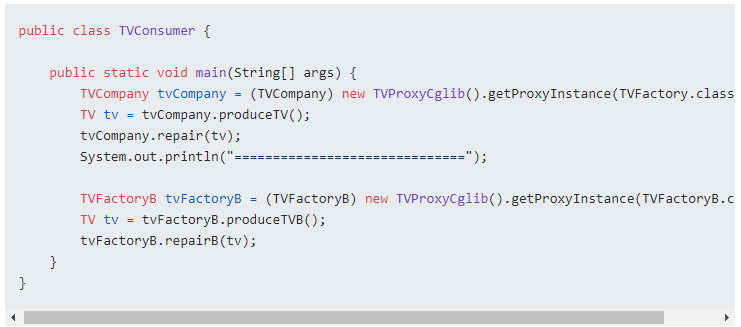 public class TVConsumer {
public static void main(String[] args) {
TVCompany tvCompany = (TVCompany) new TVProxyCglib().getProxyInstance(TVFactory.class
TV tv = tvCompany.produceTV();
tvCompany.repair(tv);
System.out.println("==============================");
TVFactoryB tvFactoryB = (TVFactoryB) new TVProxyCglib().getProxyInstance(TVFactoryB.c
TV tv = tvFactoryB.produceTVB();
tvFactoryB.repairB(tv);
}
}